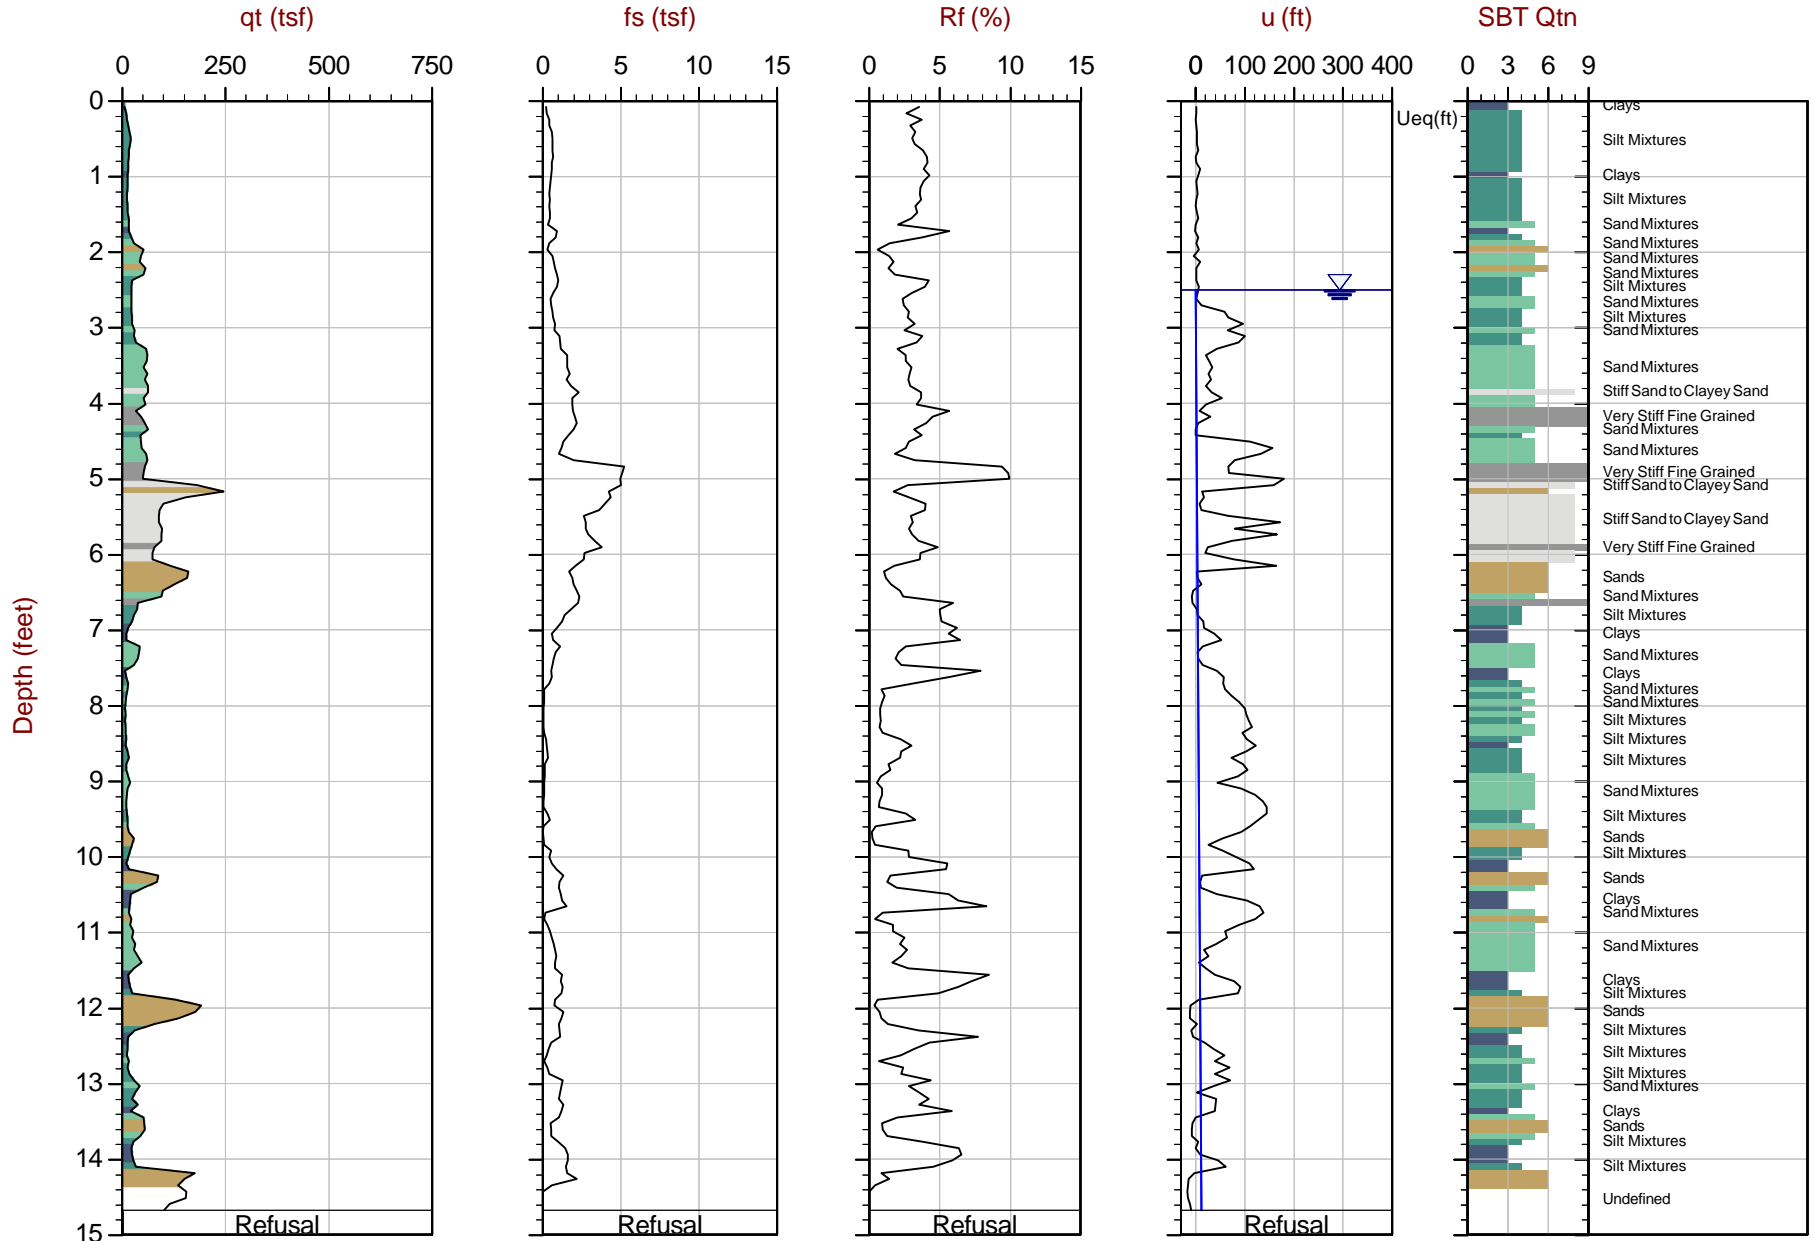 qt (tsf) fs (tsf) Rf (%) u (ft) SBT Qtn
0 250 500 750 0 5 10 15 0 5 10 15 0 100 200 300 400 0 3 6 9
0 Clays
Ueq(ft)
Silt Mixtures
1 Clays
Silt Mixtures
Sand Mixtures
Sand Mixtures
2 Sand Mixtures
Sand Mixtures
Silt Mixtures
Sand Mixtures
Silt Mixtures
3 Sand Mixtures
Sand Mixtures
Stiff Sand to Clayey Sand
4 Very Stiff Fine Grained
Sand Mixtures
Sand Mixtures
Very Stiff Fine Grained
5 Stiff Sand to Clayey Sand
Stiff Sand to Clayey Sand
Very Stiff Fine Grained
6
Sands
Sand Mixtures
Silt Mixtures
7 Clays
Sand Mixtures
Clays
Sand Mixtures
Sand Mixtures
8
Silt Mixtures
Silt Mixtures
Silt Mixtures
9 Sand Mixtures
Silt Mixtures
Sands
10 Silt Mixtures
Sands
Clays
Sand Mixtures
11 Sand Mixtures
Clays
Silt Mixtures
12 Sands
Silt Mixtures
Silt Mixtures
Silt Mixtures
13 Sand Mixtures
Clays
Sands
Silt Mixtures
14 Silt Mixtures
Undefined
15 Refusal Refusal Refusal Refusal
Depth (feet)